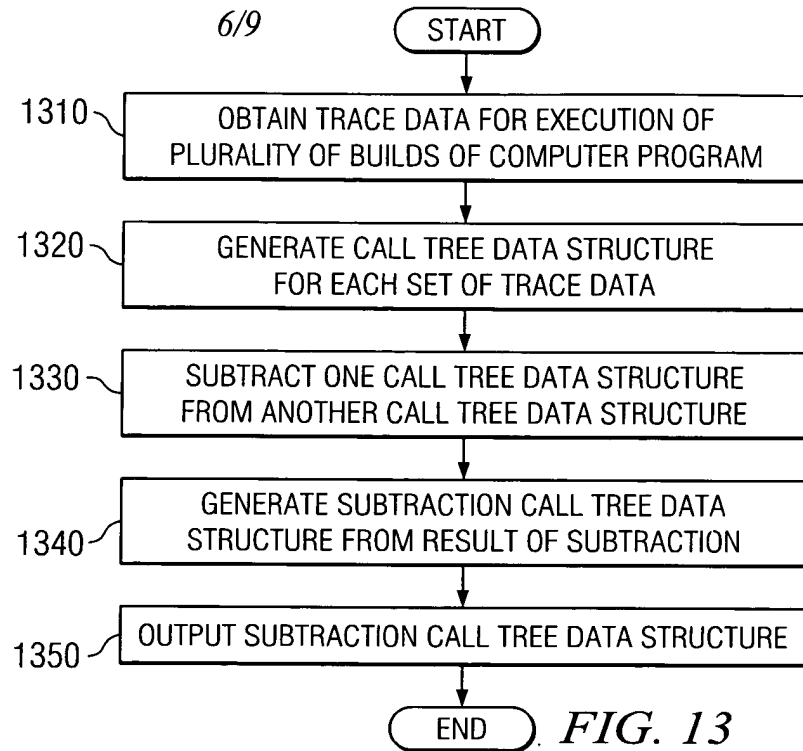 6/9
START
1310
OBTAIN TRACE DATA FOR EXECUTION OF
PLURALITY OF BUILDS OF COMPUTER PROGRAM
1320
GENERATE CALL TREE DATA STRUCTURE
FOR EACH SET OF TRACE DATA
1330
SUBTRACT ONE CALL TREE DATA STRUCTURE
FROM ANOTHER CALL TREE DATA STRUCTURE
1340
GENERATE SUBTRACTION CALL TREE DATA
STRUCTURE FROM RESULT OF SUBTRACTION
1350
OUTPUT SUBTRACTION CALL TREE DATA STRUCTURE
END
FIG. 13